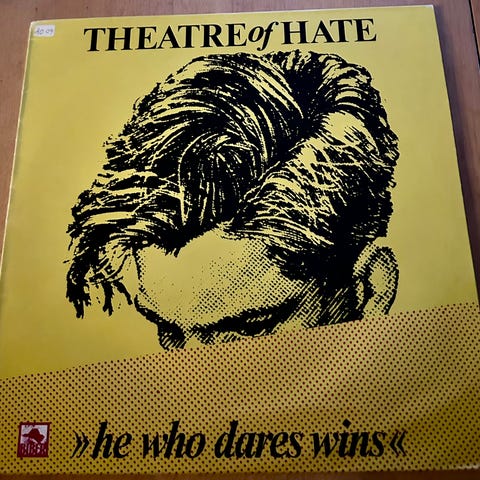 THEATRE of HATE
»he who dares wins«